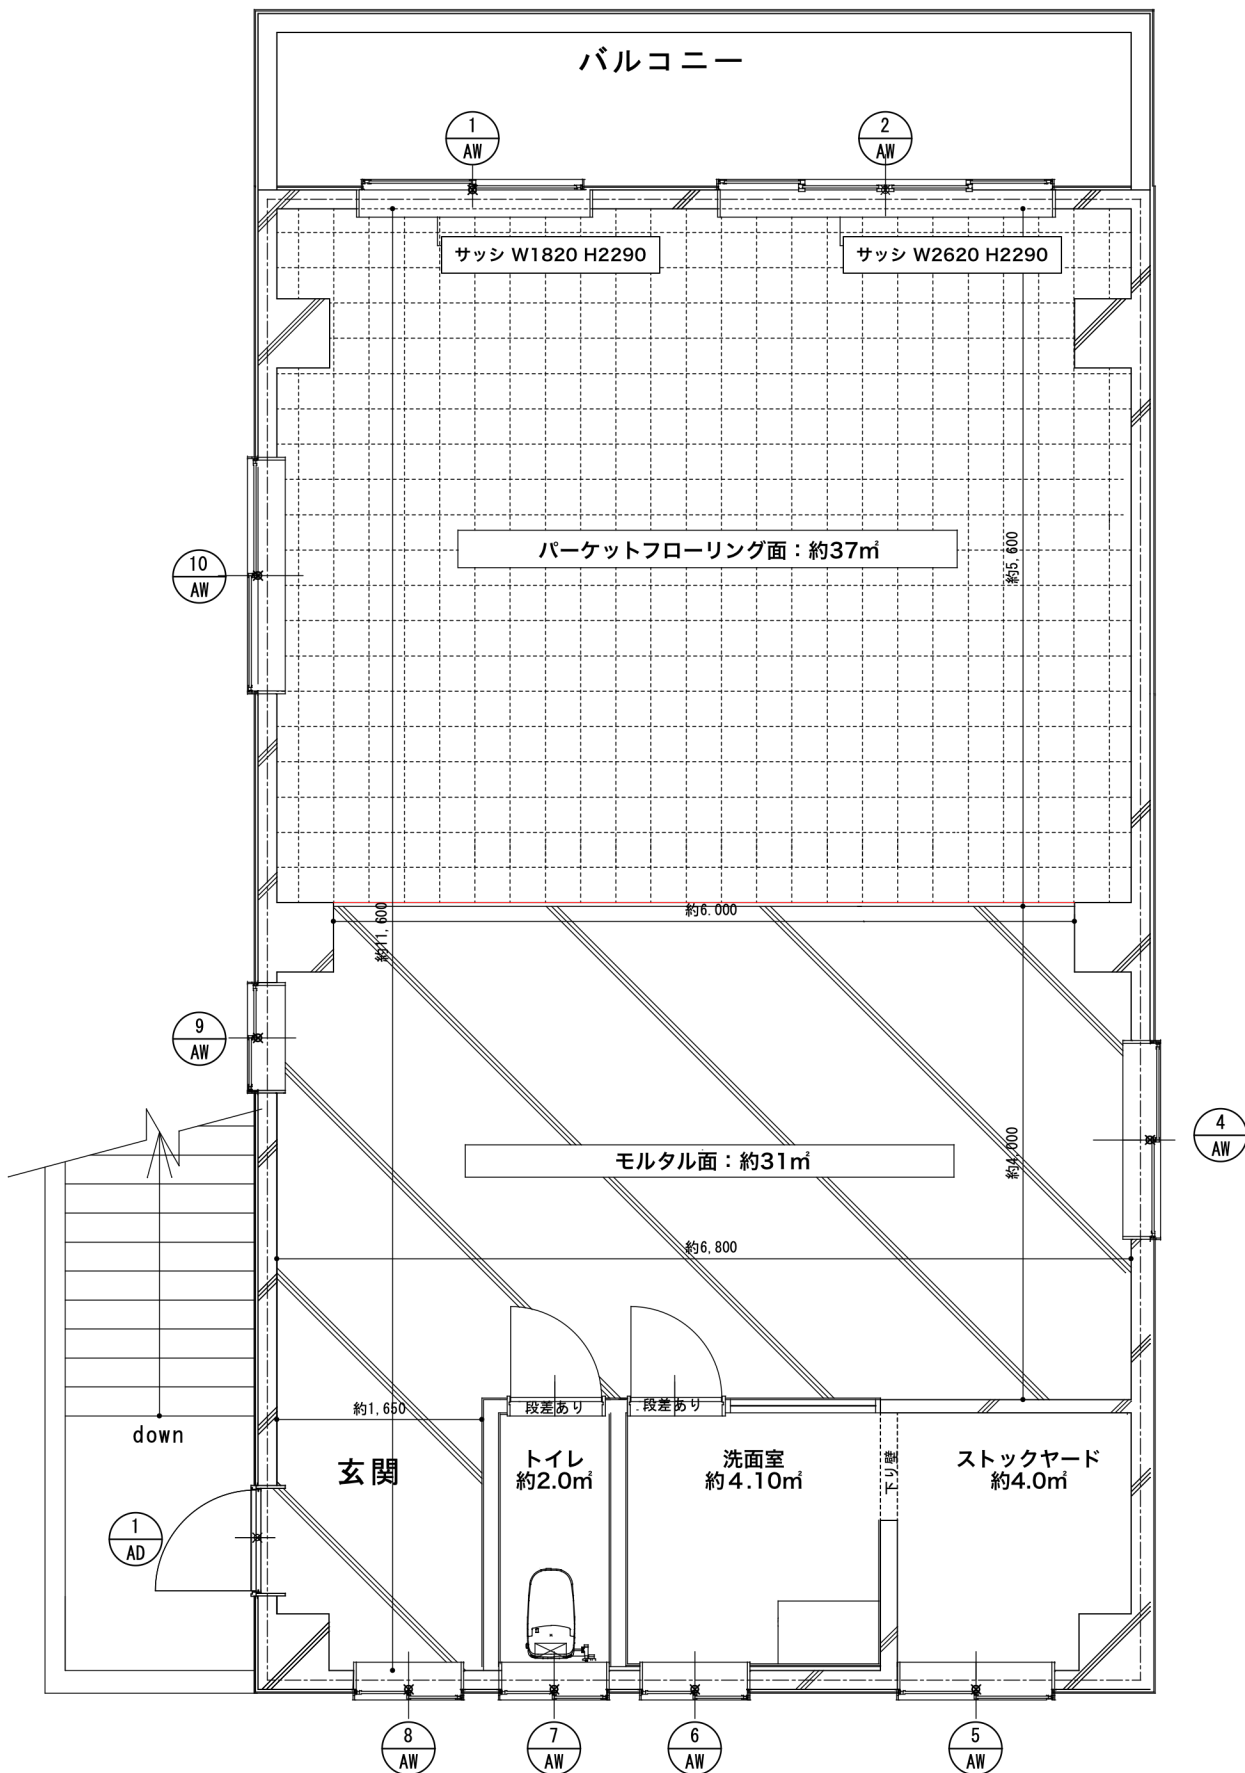 バルコニー
1
AW
2
AW
サッシ W1820 H2290
サッシ W2620 H2290
パーケットフローリング面：約37㎡
約5,600
10
AW
約6.000
約11,600
9
AW
4
AW
モルタル面：約31㎡
約4,000
約6,800
約1,650
段差あり
段差あり
down
玄関
トイレ
約2.0㎡
洗面室
約4.10㎡
下り壁
ストックヤード
約4.0㎡
1
AD
8
AW
7
AW
6
AW
5
AW